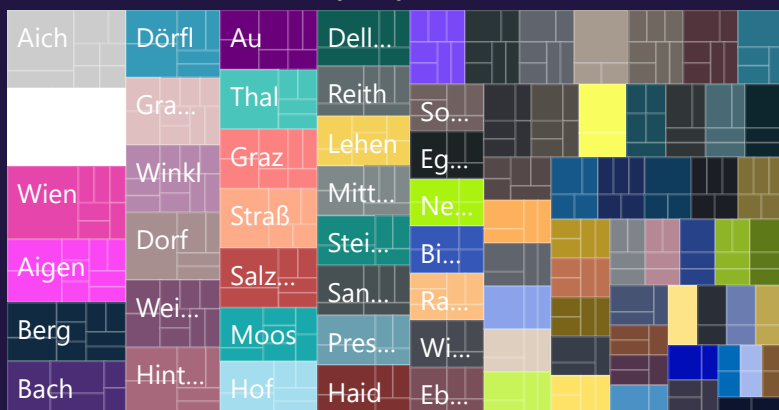 Aich
Wien
Aigen
Berg
Bach
Dörfl
Gra...
Winkl
Dorf
Wei...
Hint...
Au
Thal
Graz
Straß
Salz...
Moos
Hof
Dell...
Reith
Lehen
Mitt...
Stei...
San...
Pres...
Haid
So...
Eg...
Ne...
Bi...
Ra...
Wi...
Eb...